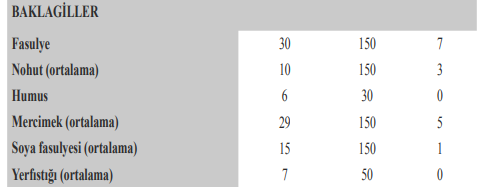 BAKLAGİLLER
Fasulye 30 150 7
Nohut (ortalama) 10 150 3
Humus 6 30 0
Mercimek (ortalama) 29 150 5
Soya fasulyesi (ortalama) 15 150 1
Yerfıstığı (ortalama) 7 50 0